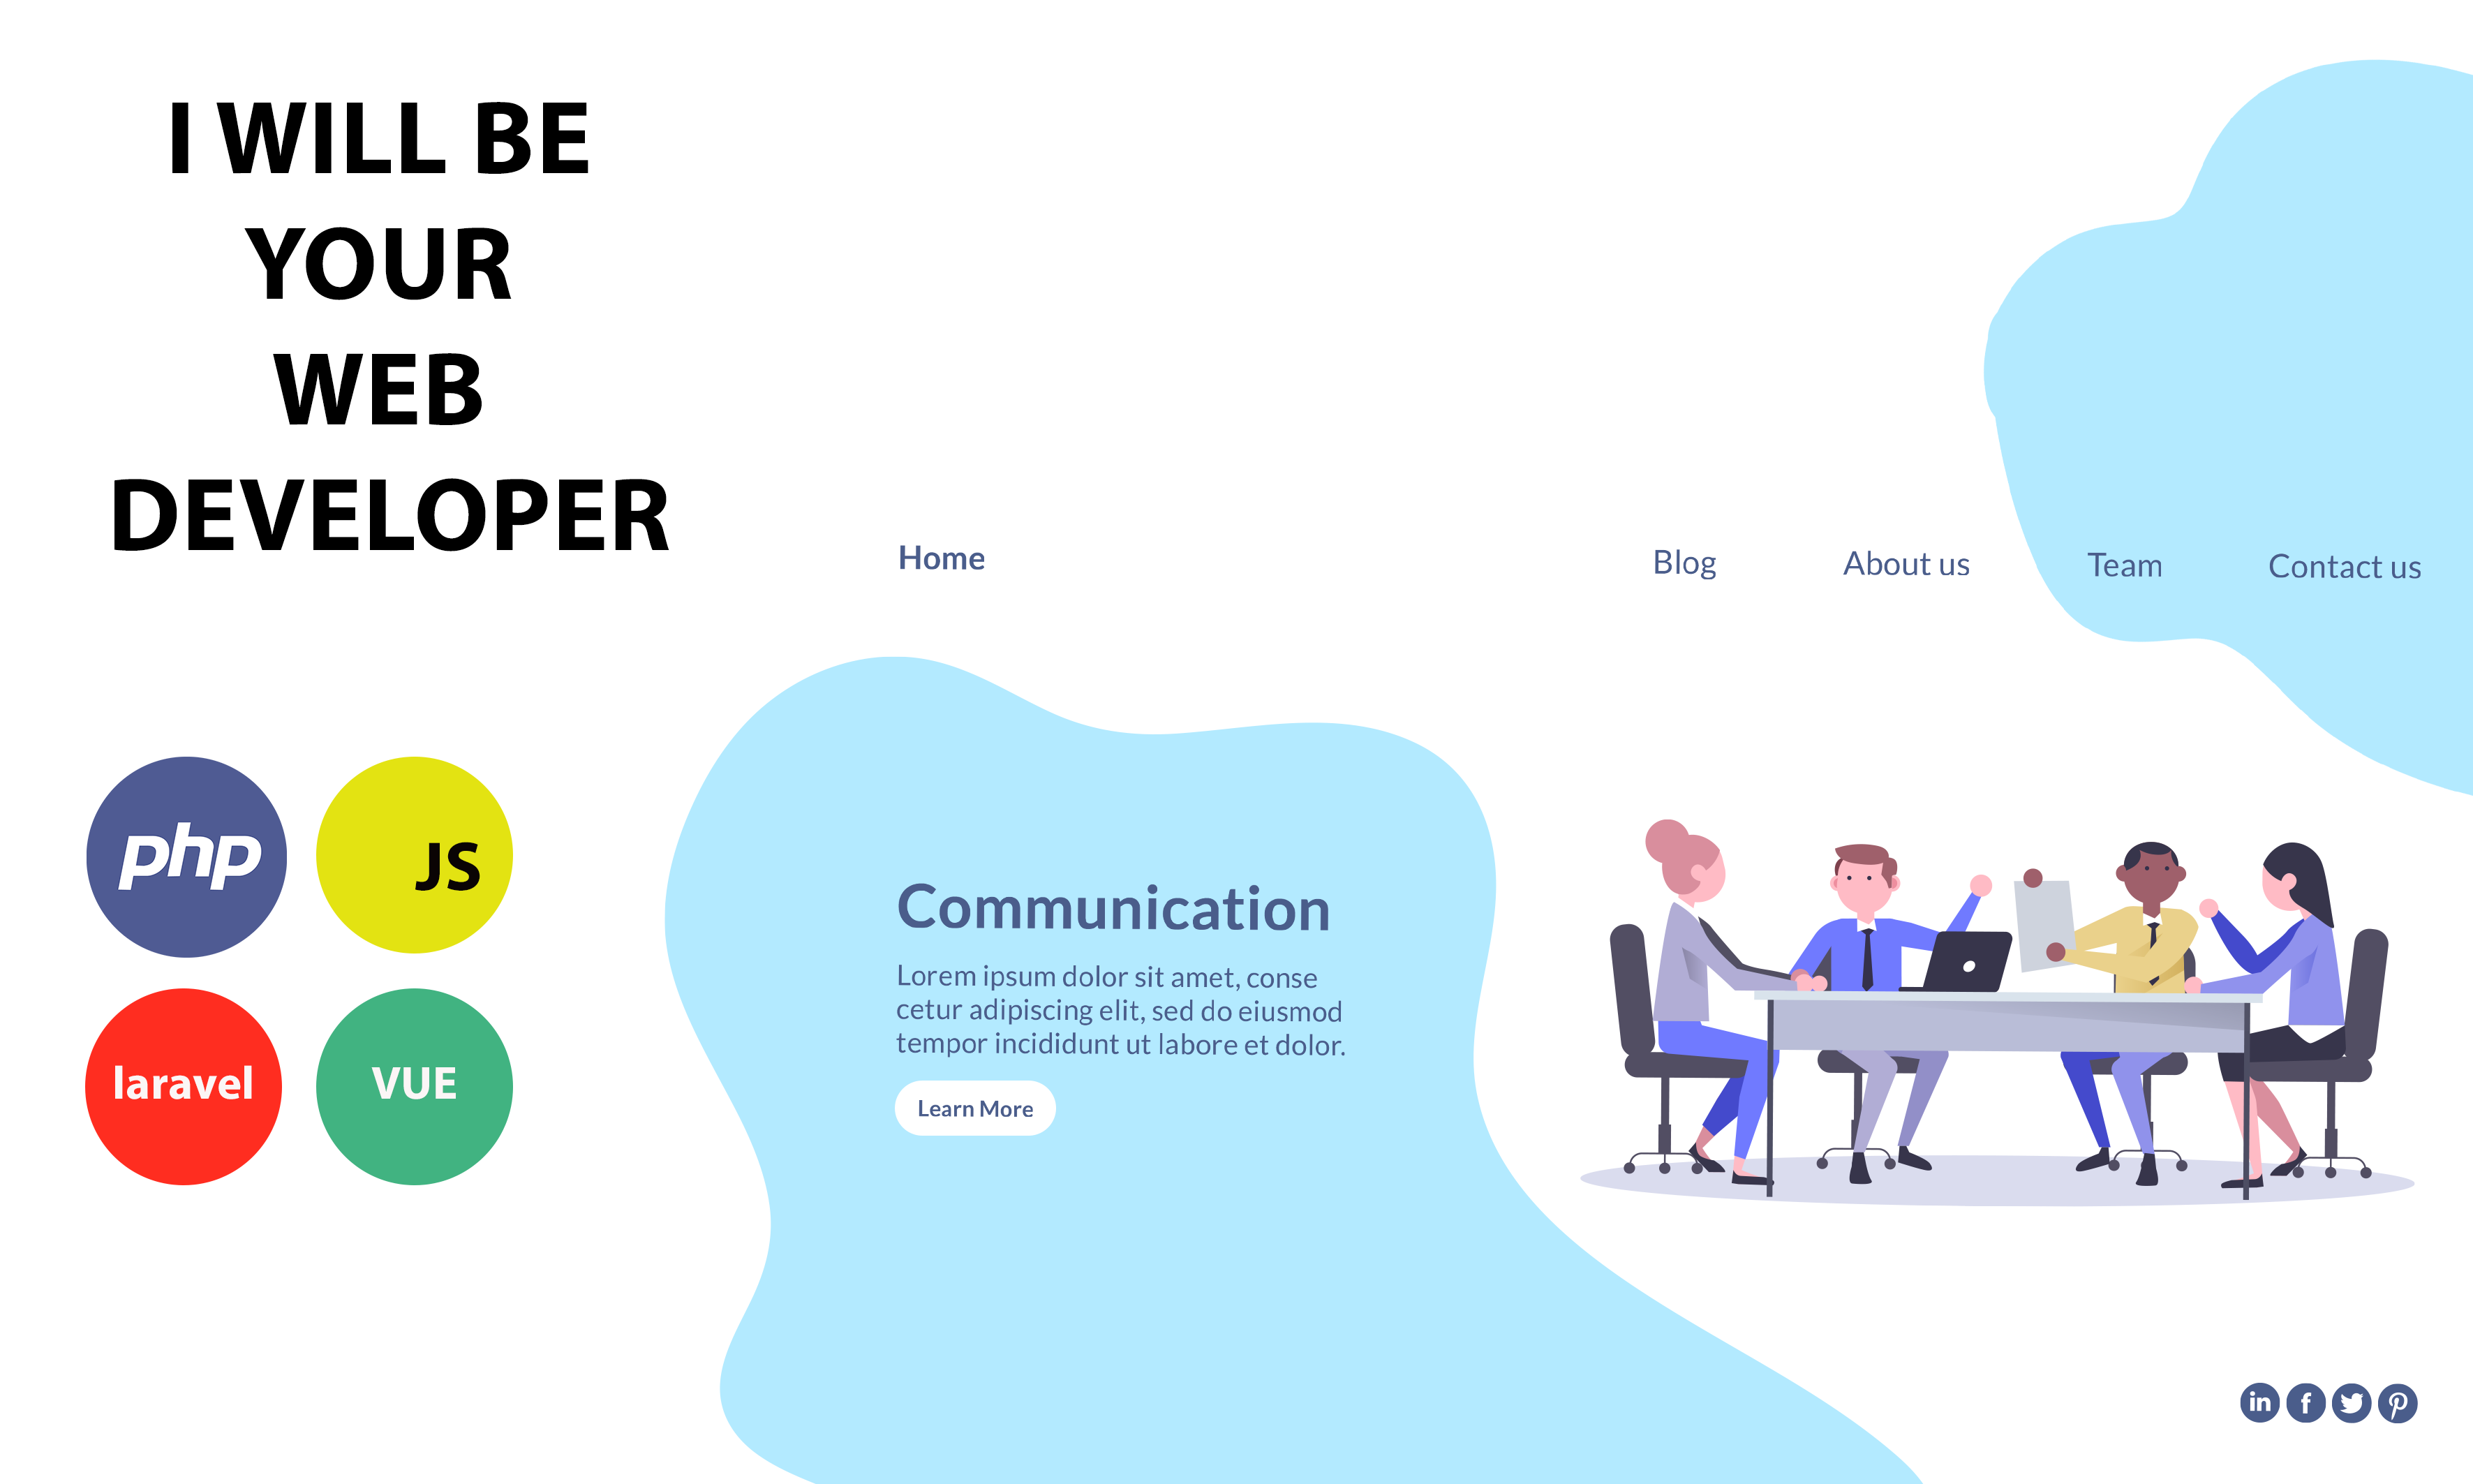 I WILL BE
YOUR
WEB
DEVELOPER
Home
Blog
About us
Team
Contact us
php
JS
laravel
VUE
Communication
Lorem ipsum dolor sit amet, conse
cetur adipiscing elit, sed do eiusmod
tempor incididunt ut labore et dolor.
Learn More
in
f